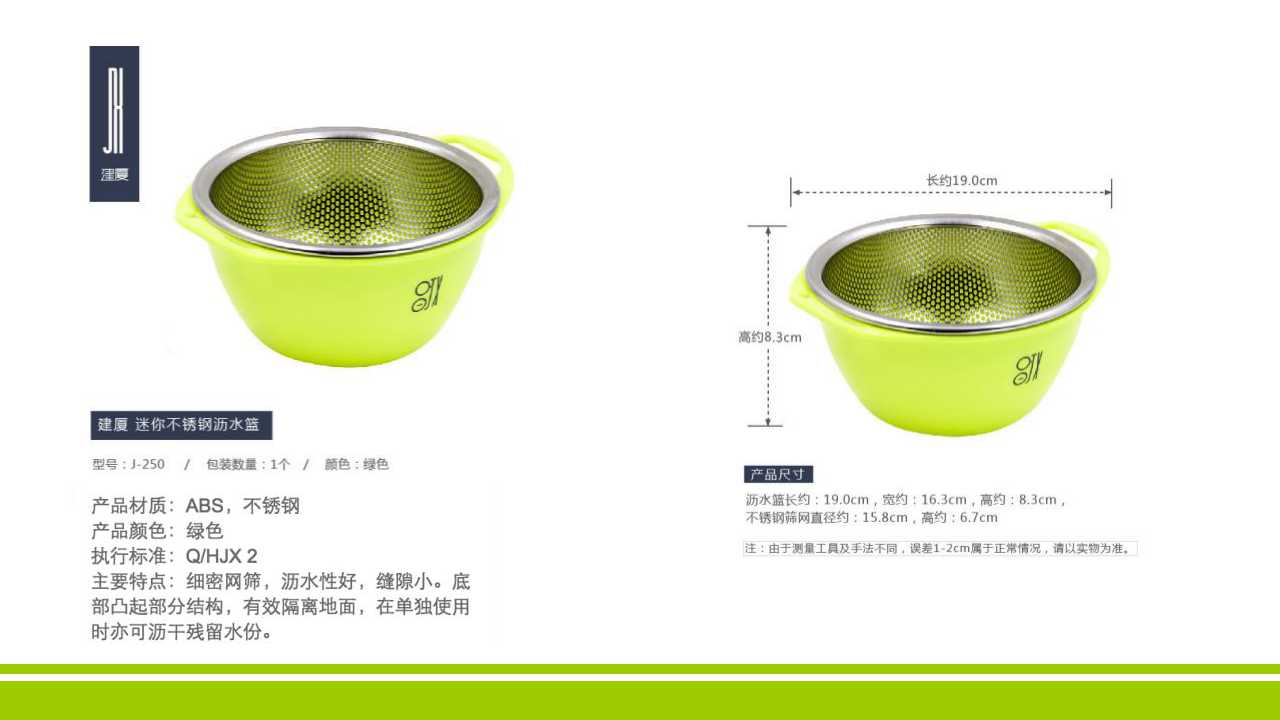 建厦
建厦 迷你不锈钢沥水篮
型号：J-250 / 包装数量：1个 / 颜色：绿色
产品材质：ABS，不锈钢
产品颜色：绿色
执行标准：Q/HJX 2
主要特点：细密网筛，沥水性好，缝隙小。底
部凸起部分结构，有效隔离地面，在单独使用
时亦可沥干残留水份。
长约19.0cm
高约8.3cm
产品尺寸
沥水篮长约：19.0cm，宽约：16.3cm，高约：8.3cm，
不锈钢筛网直径约：15.8cm，高约：6.7cm
注：由于测量工具及手法不同，误差1-2cm属于正常情况，请以实物为准。